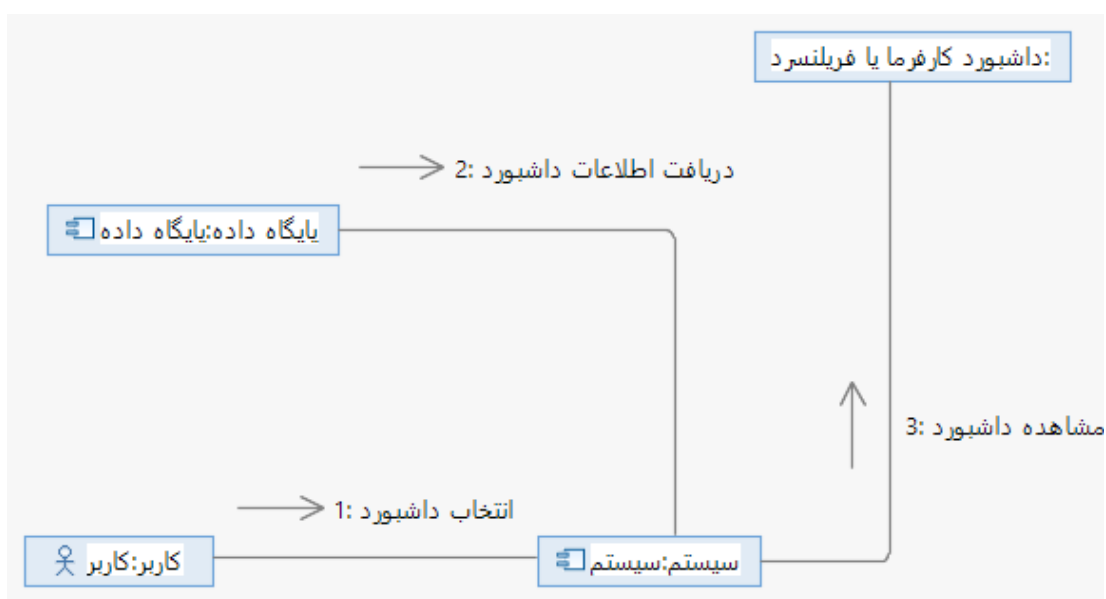 :داشبورد کارفرما یا فریلنسرد
2: دریافت اطلاعات داشبورد
پایگاه داده:پایگاه داده
3: مشاهده داشبورد
1: انتخاب داشبورد
کاربر:کاربر
سیستم:سیستم